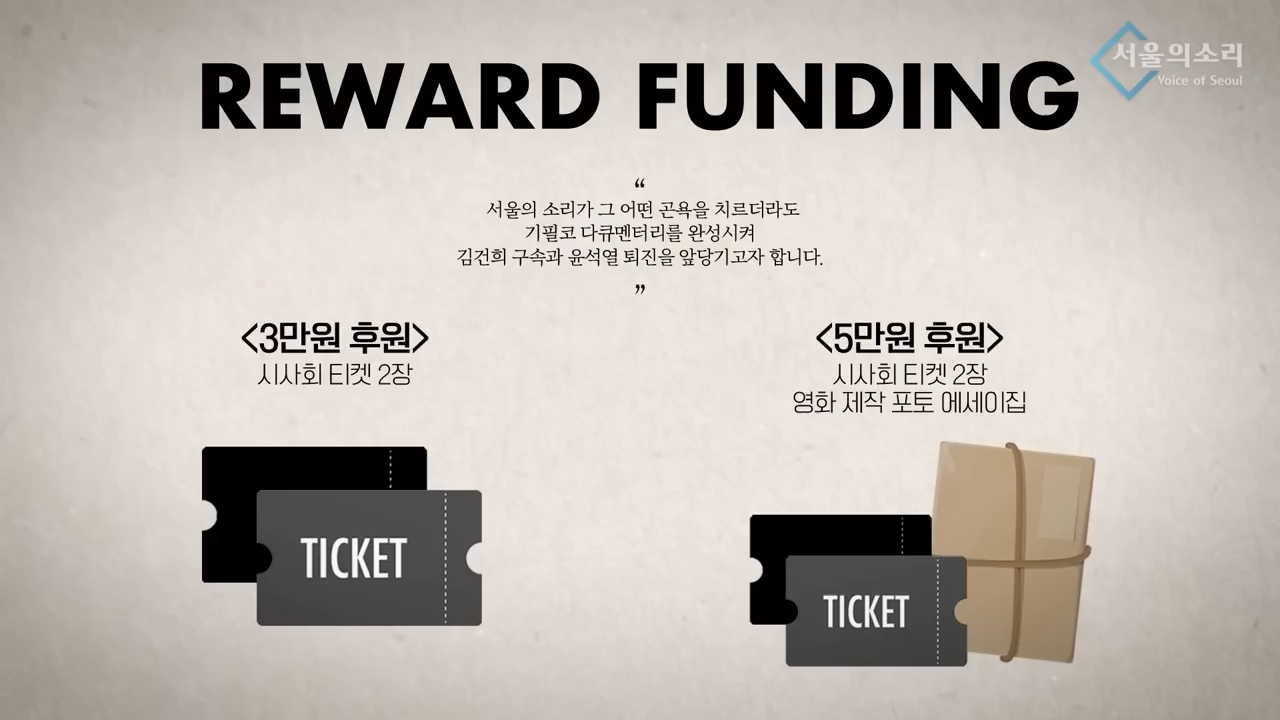 서울의소리
Voice of Seoul
REWARD FUNDING
“
서울의 소리가 그 어떤 곤욕을 치르더라도
기필코 다큐멘터리를 완성시켜
김건희 구속과 윤석열 퇴진을 앞당기고자 합니다.
”
<3만원 후원>
시사회 티켓 2장
<5만원 후원>
시사회 티켓 2장
영화 제작 포토 에세이집
TICKET
TICKET